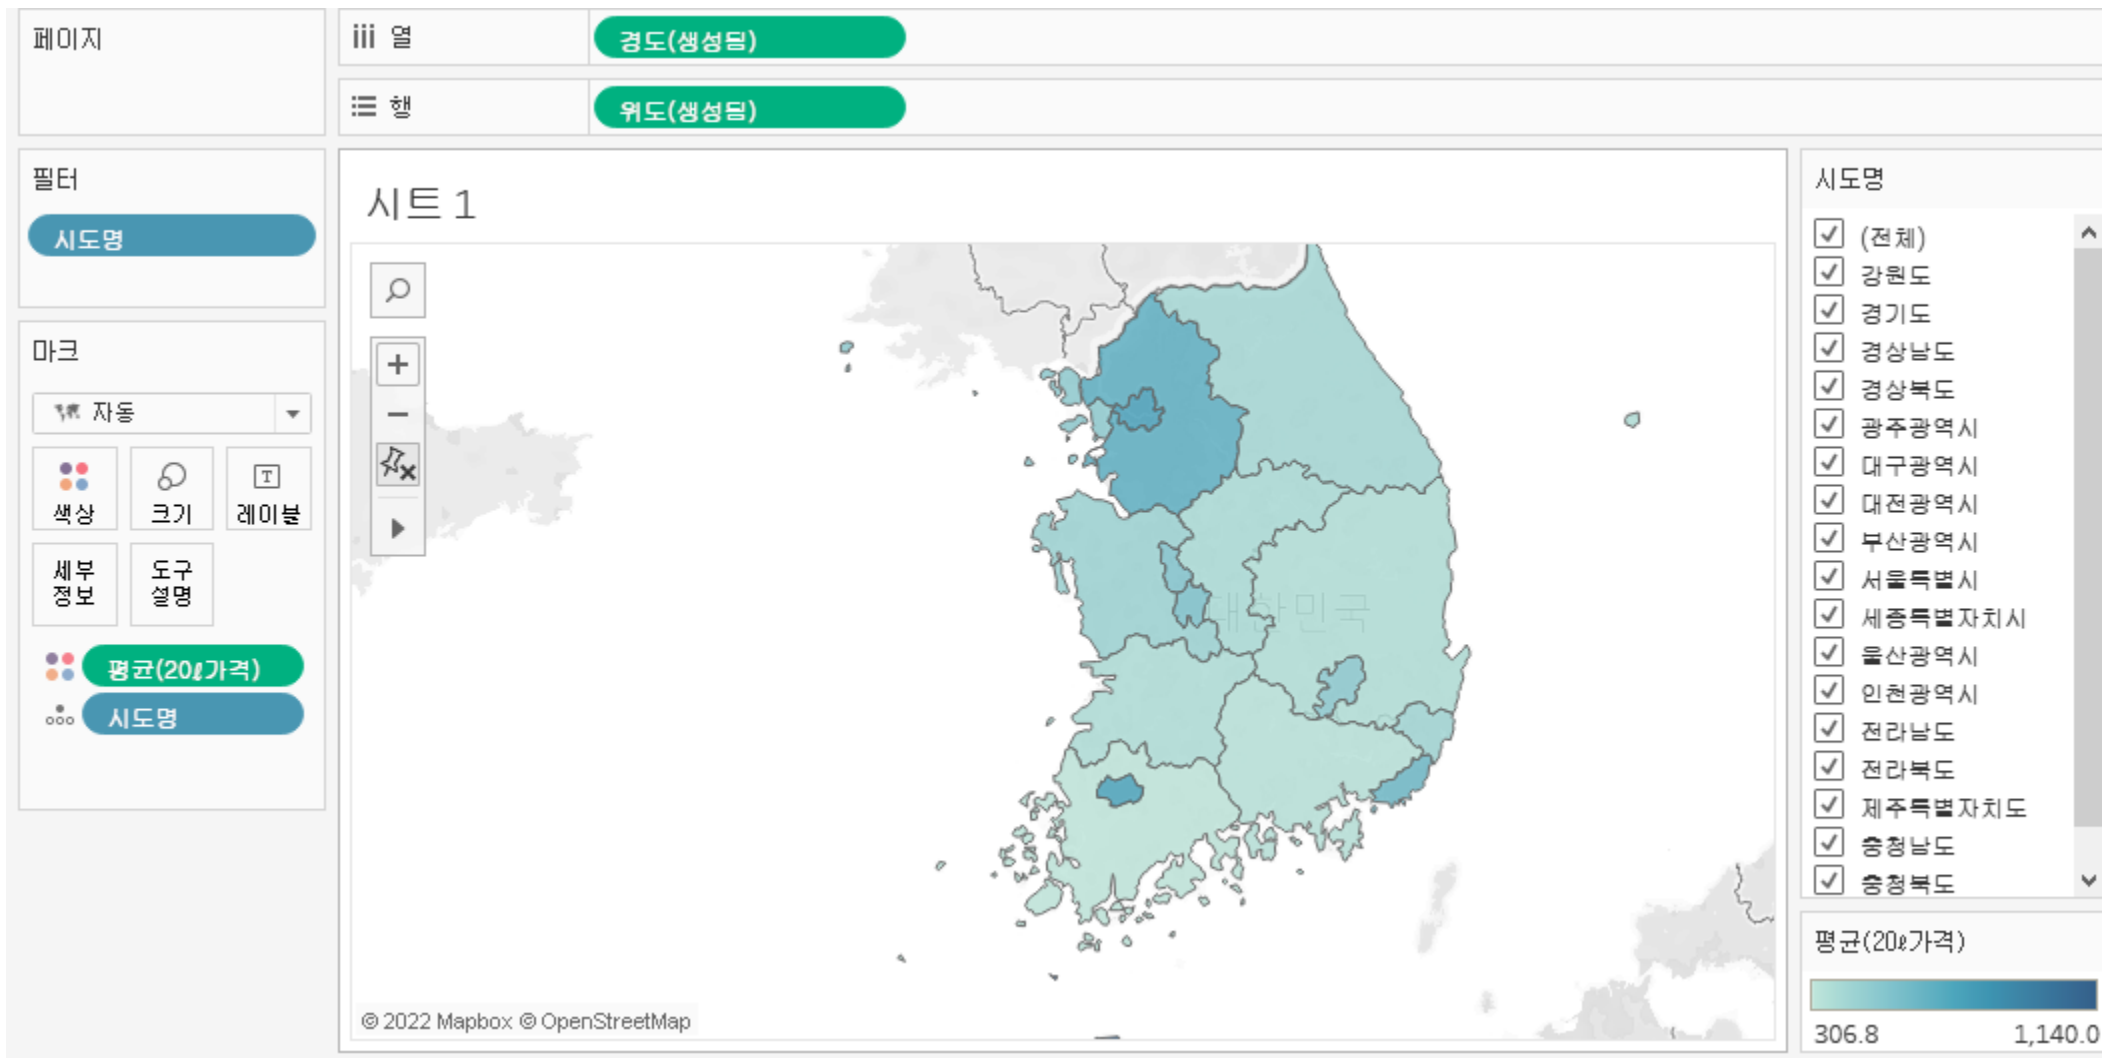 페이지
iii 열
경도(생성됨)
행
위도(생성됨)
필터
시도명
마크
자동
색상
크기
T
레이블
세부
정보
도구
설명
평균(20ℓ가격)
시도명
시트 1
대한민국
© 2022 Mapbox © OpenStreetMap
시도명
(전체)
강원도
경기도
경상남도
경상북도
광주광역시
대구광역시
대전광역시
부산광역시
서울특별시
세종특별자치시
울산광역시
인천광역시
전라남도
전라북도
제주특별자치도
충청남도
충청북도
평균(20ℓ가격)
306.8 1,140.0